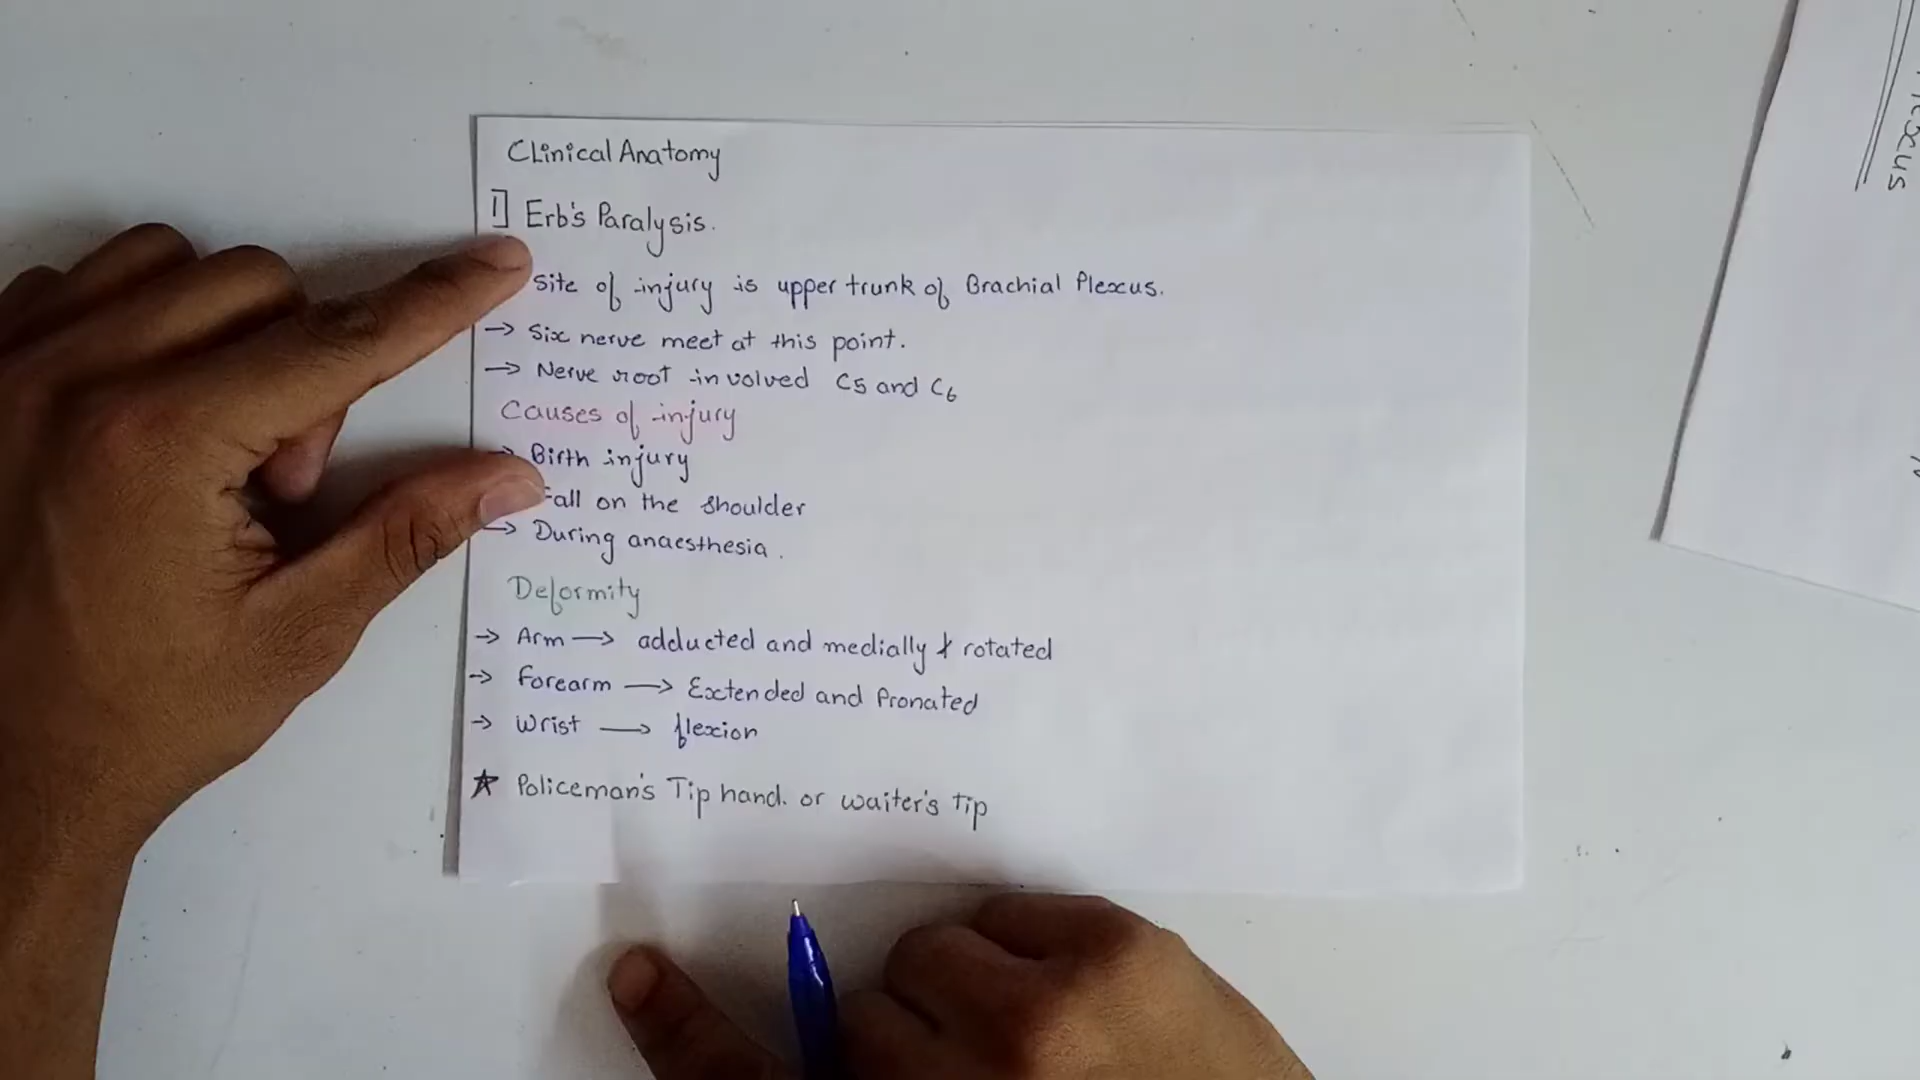 Clinical Anatomy
1] Erb's Paralysis.
Site of injury is upper trunk of Brachial Plexus.
→ Six nerve meet at this point.
→ Nerve root involved C5 and C6
Causes of injury
→ Birth injury
Fall on the shoulder
→ During anaesthesia.
Deformity
→ Arm → adducted and medially rotated
→ Forearm → Extended and Pronated
→ Wrist → flexion
★ Policeman's Tip hand. or waiter's tip